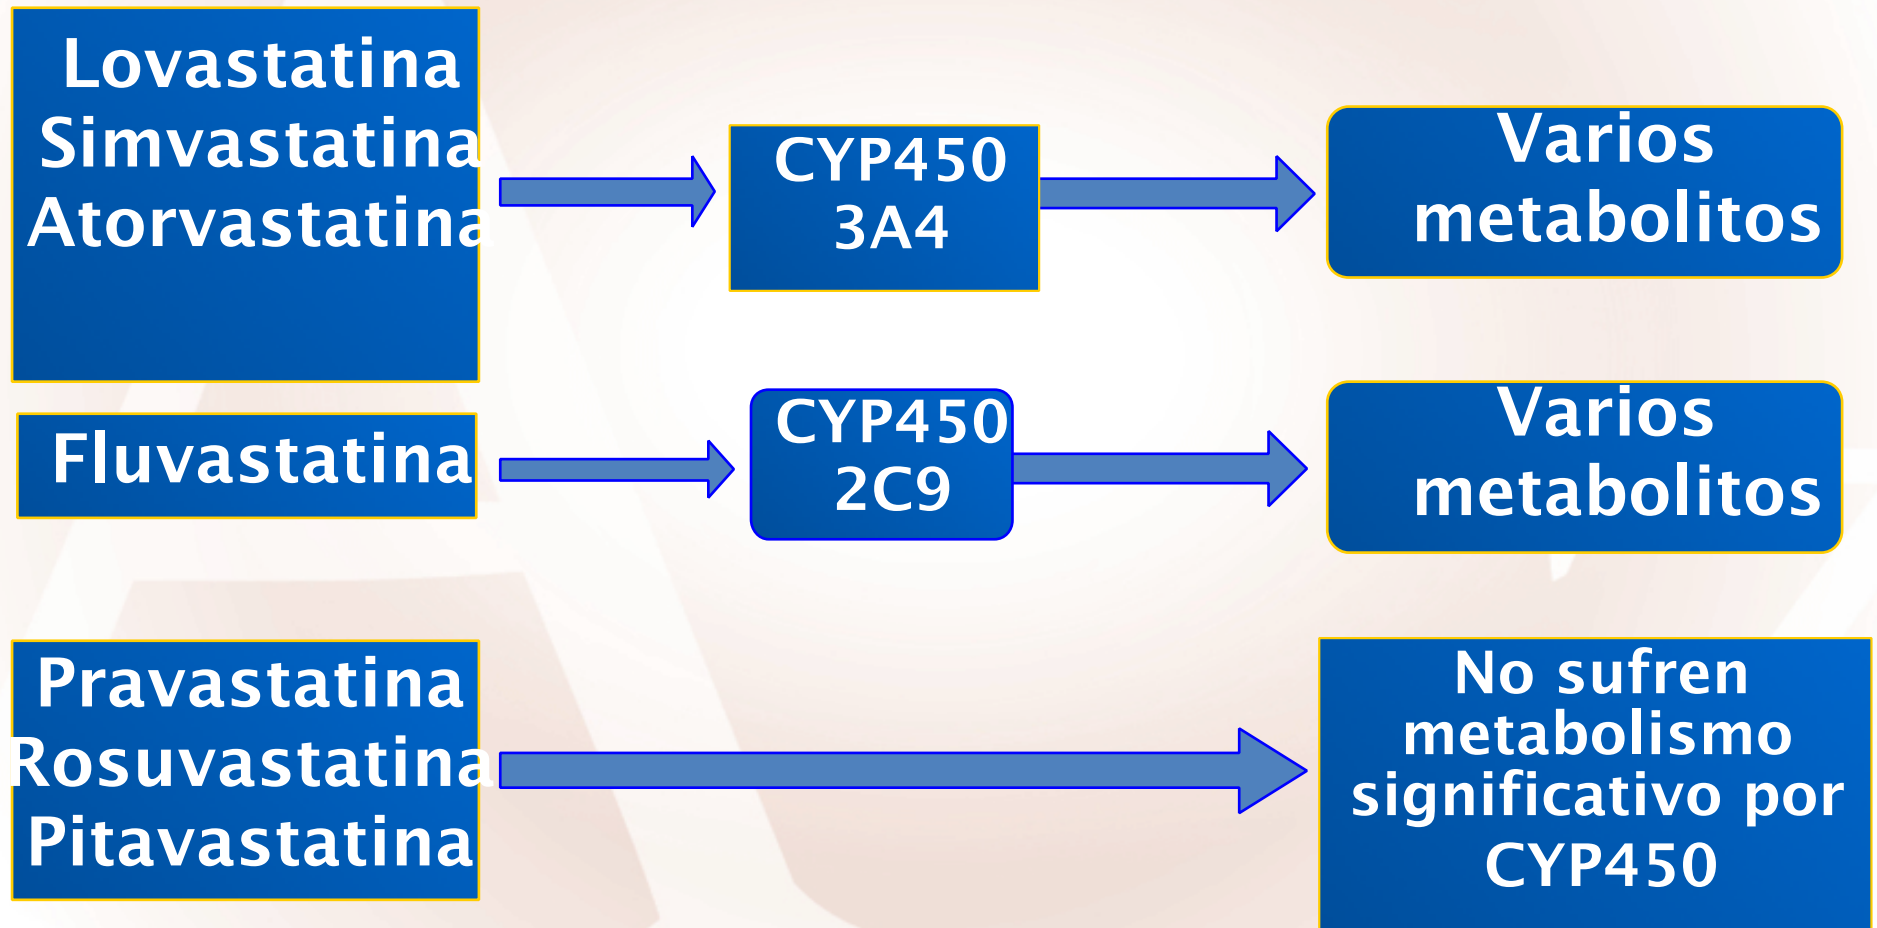 Lovastatina
Simvastatina
Atorvastatina
CYP450
3A4
Varios
metabolitos
Fluvastatina
CYP450
2C9
Varios
metabolitos
Pravastatina
Rosuvastatina
Pitavastatina
No sufren
metabolismo
significativo por
CYP450